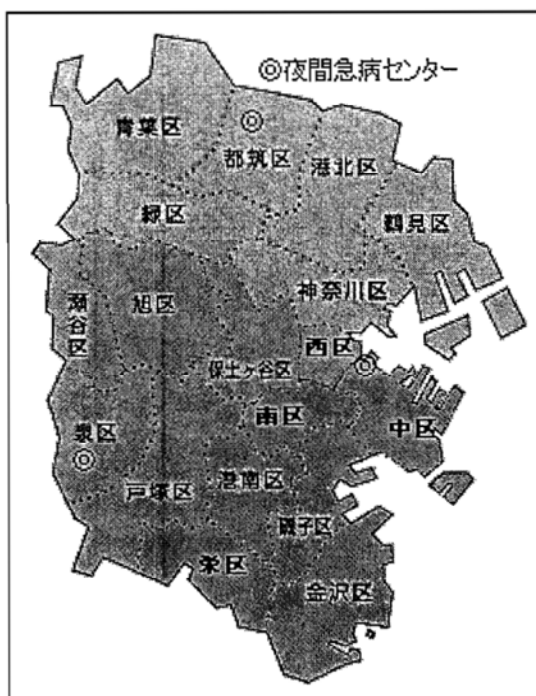 ◎夜間急病センター
青葉区
都筑区
港北区
緑区
鶴見区
神奈川区
旭区
瀬谷区
西区
保土ヶ谷区
南区
中区
泉区
港南区
戸塚区
磯子区
栄区
金沢区